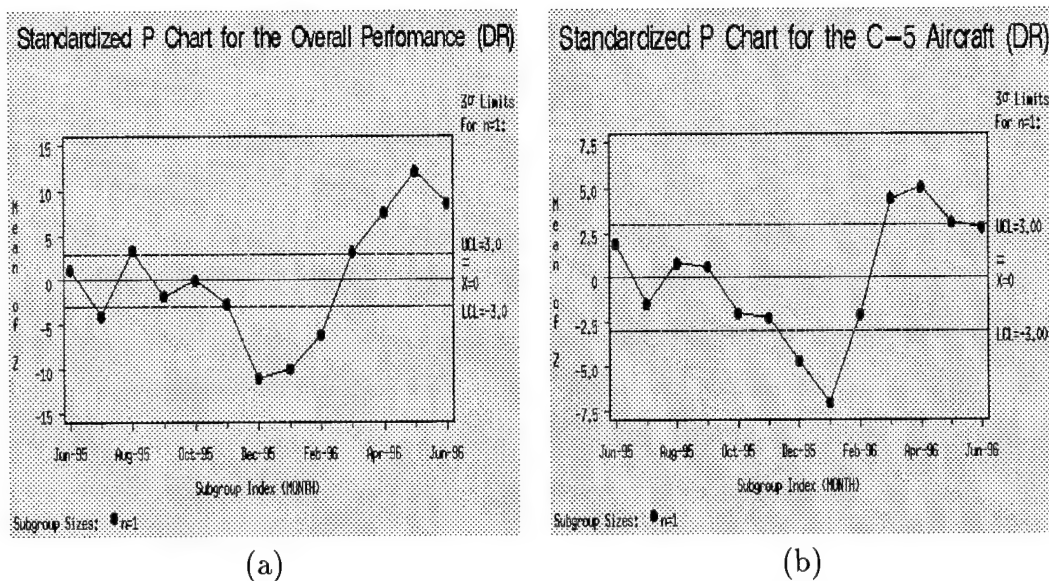 Standardized P Chart for the Overall Perfomance (DR)
3σ Limits
For n=1:
15
10
5
0
-5
-10
-15
Mean of Z
UCL=3.0
=
X=0
LCL=-3.0
Jun-95 Aug-95 Oct-95 Dec-95 Feb-96 Apr-96 Jun-96
Subgroup Index (MONTH)
Subgroup Sizes: n=1
(a)
Standardized P Chart for the C-5 Aircraft (DR)
3σ Limits
For n=1:
7.5
5.0
2.5
0
-2.5
-5.0
-7.5
Mean of Z
UCL=3.00
=
X=0
LCL=-3.00
Jun-95 Aug-95 Oct-95 Dec-95 Feb-96 Apr-96 Jun-96
Subgroup Index (MONTH)
Subgroup Sizes: n=1
(b)